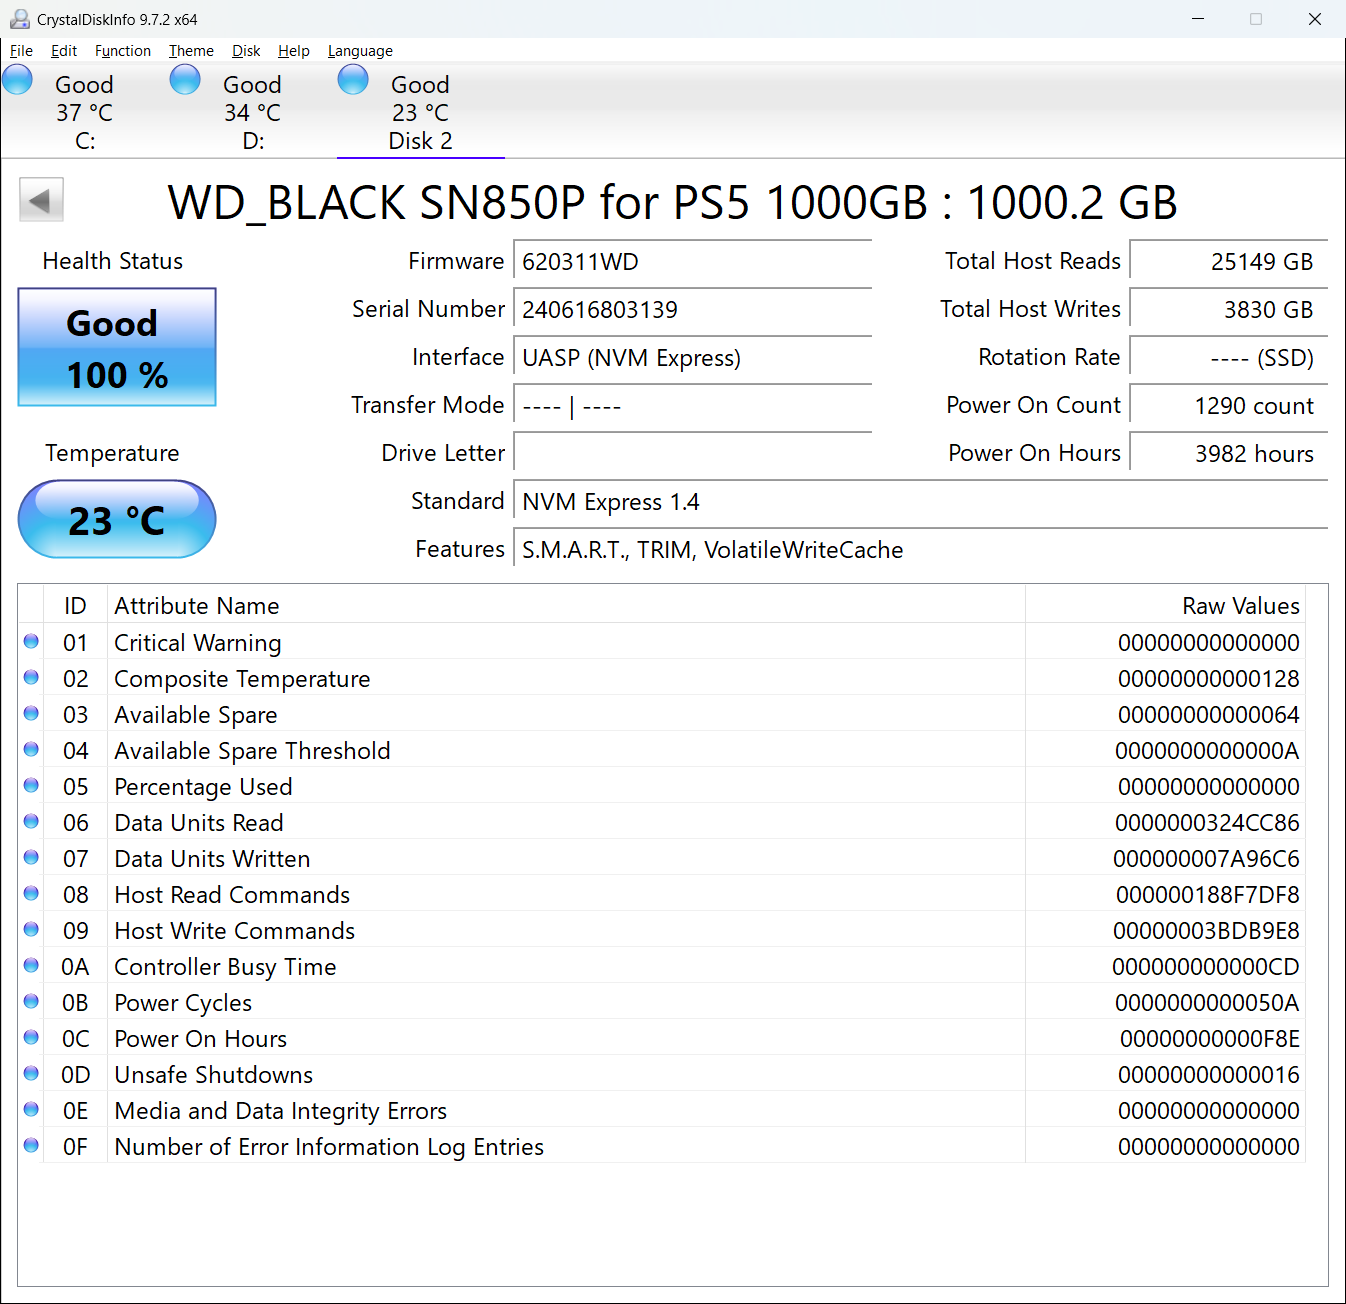 CrystalDiskInfo 9.7.2 x64
File Edit Function Theme Disk Help Language
Good Good Good
37 °C 34 °C 23 °C
C: D: Disk 2
WD_BLACK SN850P for PS5 1000GB : 1000.2 GB
Health Status
Good
100 %
Temperature
23 °C
Firmware 620311WD
Serial Number 240616803139
Interface UASP (NVM Express)
Transfer Mode ---- | ----
Drive Letter
Total Host Reads 25149 GB
Total Host Writes 3830 GB
Rotation Rate ---- (SSD)
Power On Count 1290 count
Power On Hours 3982 hours
Standard NVM Express 1.4
Features S.M.A.R.T., TRIM, VolatileWriteCache
ID Attribute Name Raw Values
01 Critical Warning 00000000000000
02 Composite Temperature 00000000000128
03 Available Spare 00000000000064
04 Available Spare Threshold 0000000000000A
05 Percentage Used 00000000000000
06 Data Units Read 0000000324CC86
07 Data Units Written 000000007A96C6
08 Host Read Commands 000000188F7DF8
09 Host Write Commands 00000003BDB9E8
0A Controller Busy Time 000000000000CD
0B Power Cycles 0000000000050A
0C Power On Hours 00000000000F8E
0D Unsafe Shutdowns 00000000000016
0E Media and Data Integrity Errors 00000000000000
0F Number of Error Information Log Entries 00000000000000